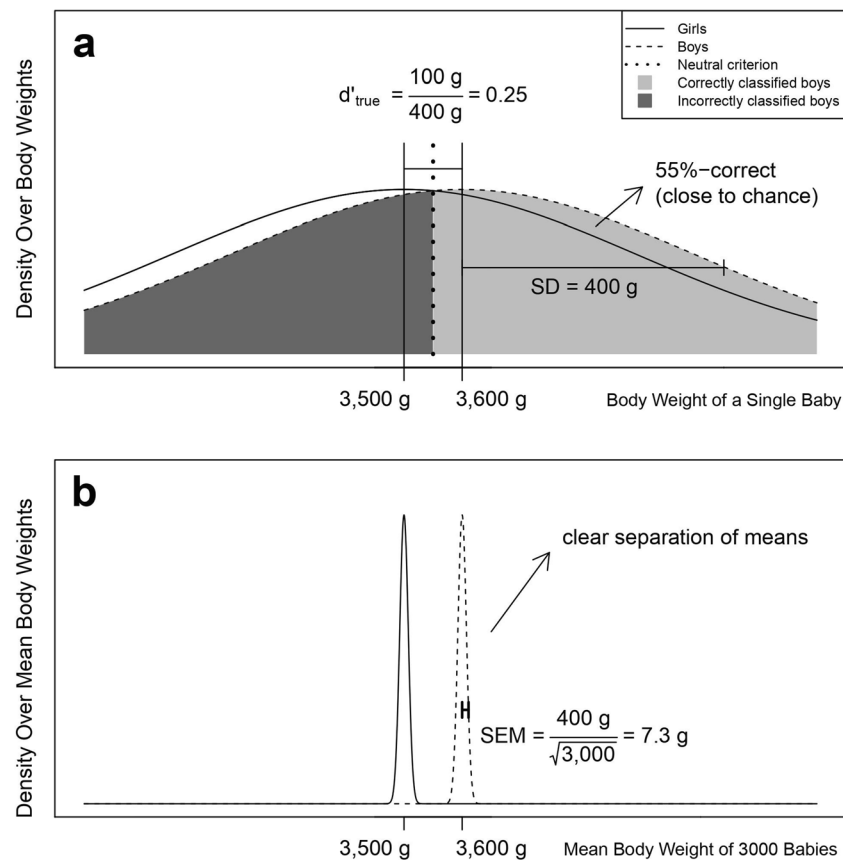 a
Girls
Boys
Neutral criterion
Correctly classified boys
Incorrectly classified boys
d'true = 100 g / 400 g = 0.25
55%−correct
(close to chance)
SD = 400 g
Density Over Body Weights
3,500 g
3,600 g
Body Weight of a Single Baby
b
clear separation of means
SEM = 400 g / √3,000 = 7.3 g
Density Over Mean Body Weights
3,500 g
3,600 g
Mean Body Weight of 3000 Babies